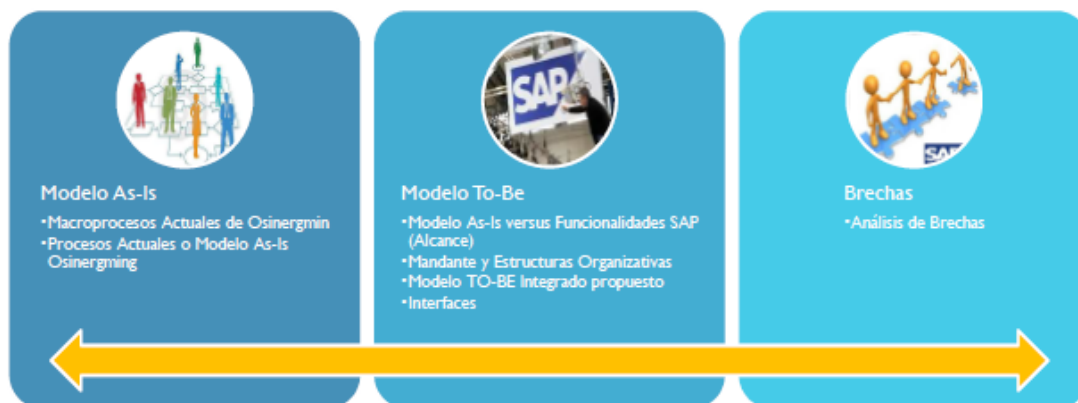 Modelo As-Is
•Macroprocesos Actuales de Osinergmin
•Procesos Actuales o Modelo As-Is
Osinergming
SAP
Modelo To-Be
•Modelo As-Is versus Funcionalidades SAP
(Alcance)
•Mandante y Estructuras Organizativas
•Modelo TO-BE Integrado propuesto
•Interfaces
SAP
Brechas
•Análisis de Brechas